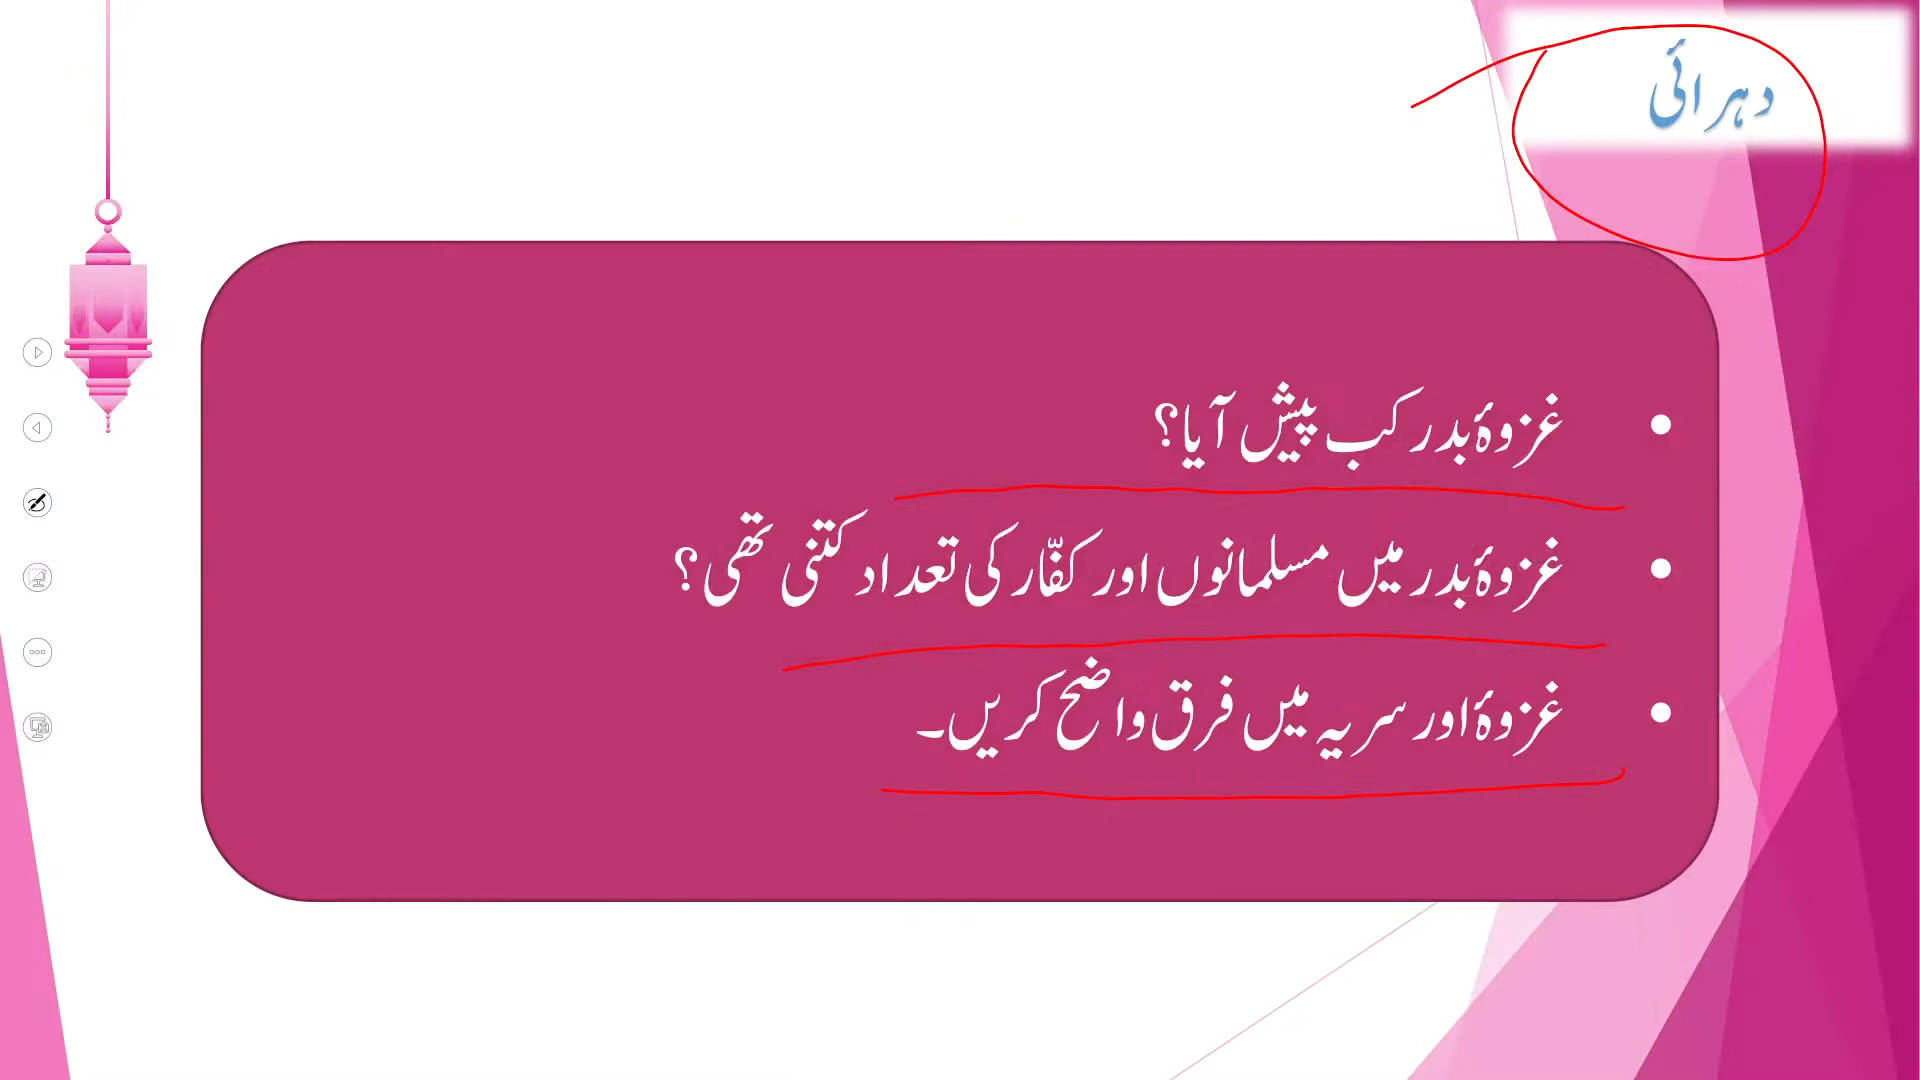 دہرائی
غزوۂ بدر کب پیش آیا؟
غزوۂ بدر میں مسلمانوں اور کفّار کی تعداد کتنی تھی؟
غزوۂ اور سریہ میں فرق واضح کریں۔